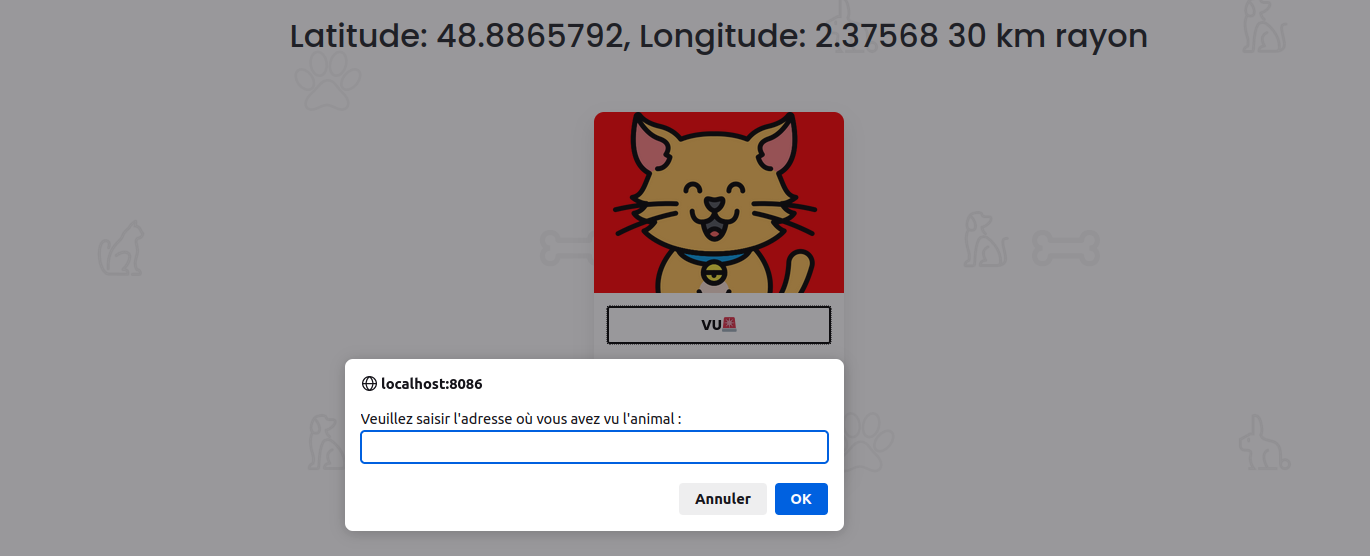 Latitude: 48.8865792, Longitude: 2.37568 30 km rayon
VU🚨
localhost:8086
Veuillez saisir l'adresse où vous avez vu l'animal :
Annuler
OK